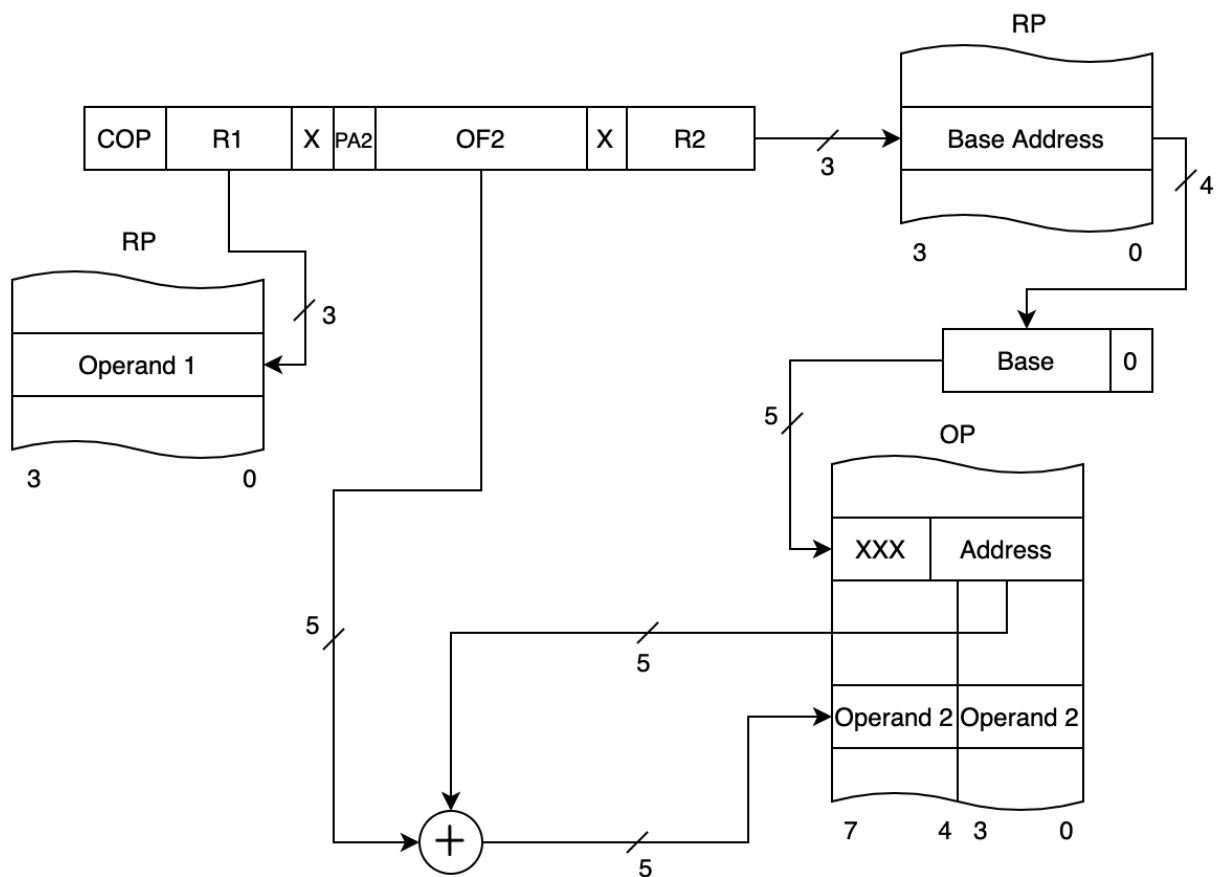 RP
COP R1 X PA2 OF2 X R2
3
Base Address
4
3 0
RP
3
Operand 1
3 0
Base 0
5
OP
XXX Address
5
5
Operand 2 Operand 2
7 4 3 0
+
5